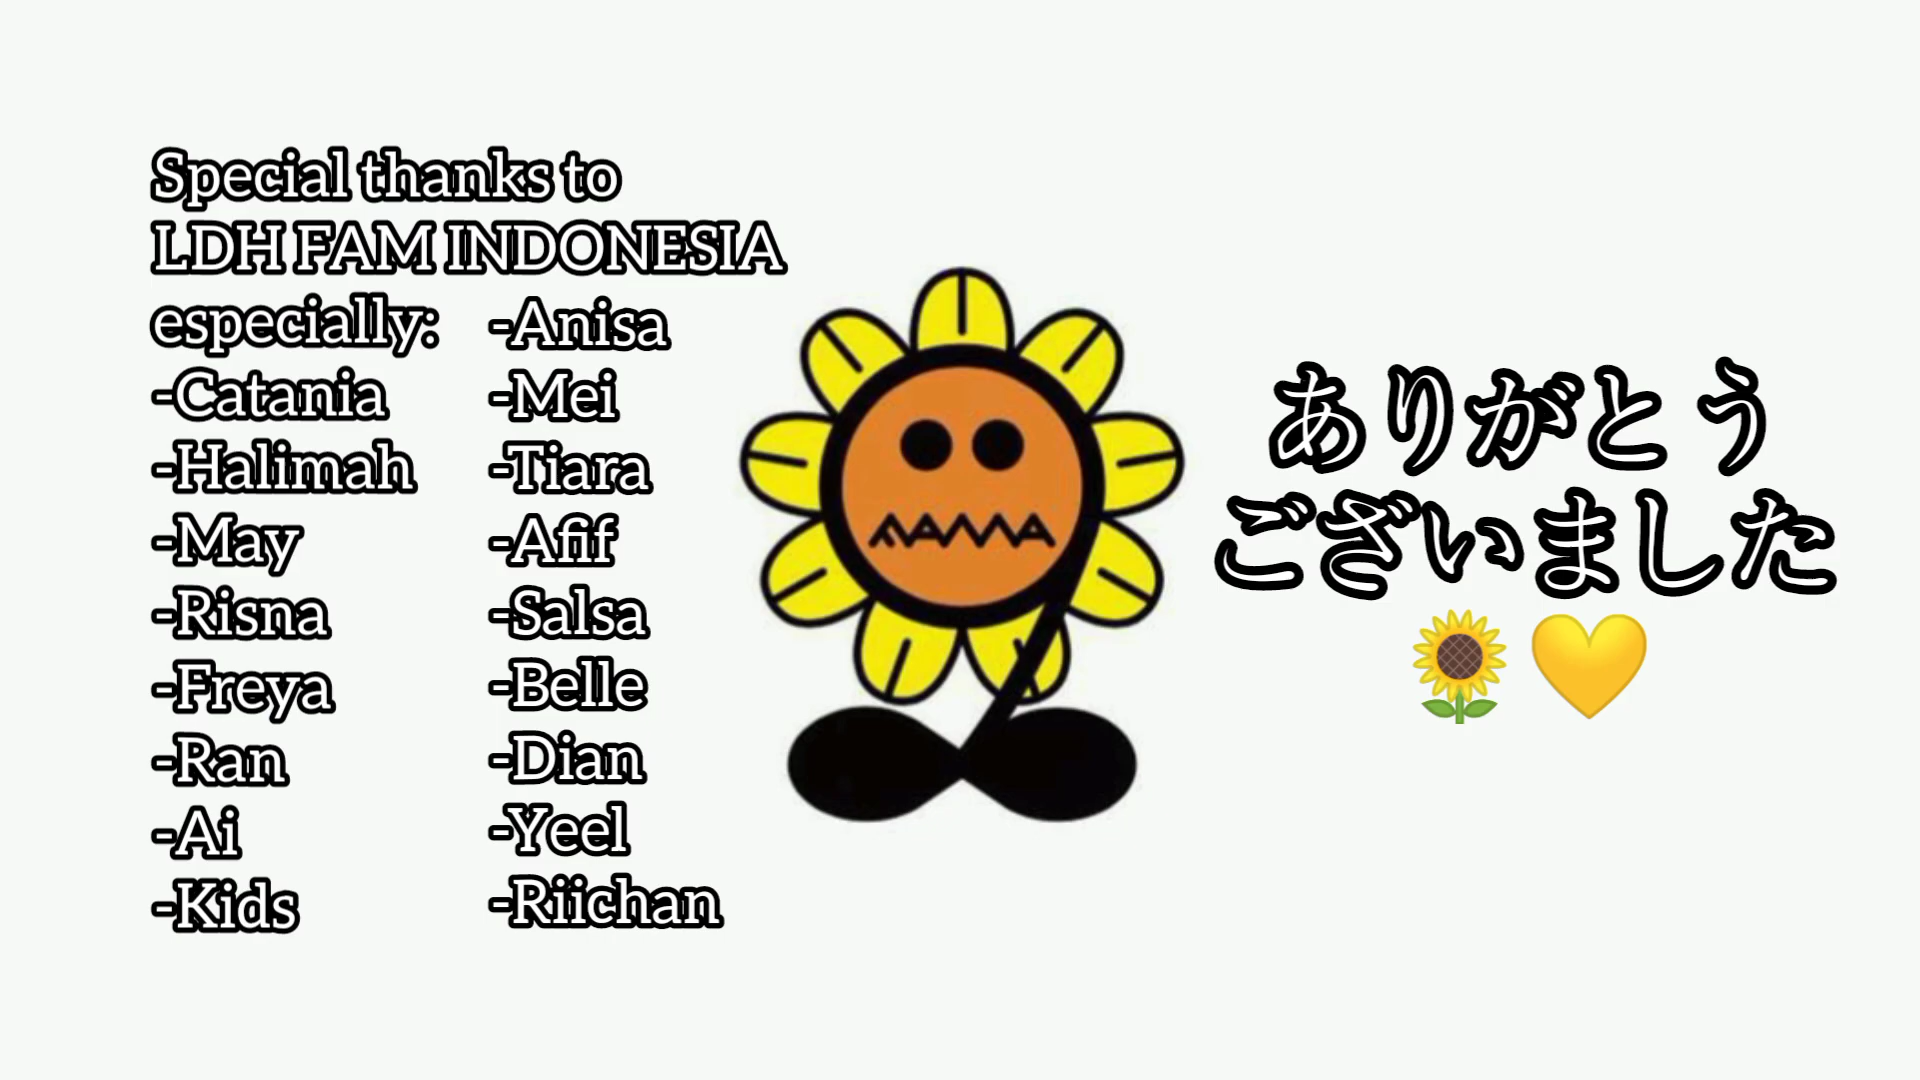 Special thanks to
LDH FAM INDONESIA
especially:
-Catania
-Halimah
-May
-Risna
-Freya
-Ran
-Ai
-Kids
-Anisa
-Mei
-Tiara
-Afif
-Salsa
-Belle
-Dian
-Yeel
-Riichan
ありがとう
ございました
🌻💛